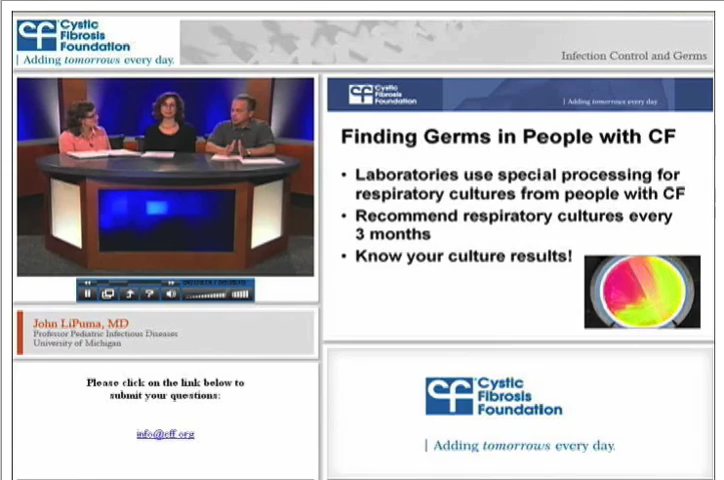 Cystic
Fibrosis
Foundation
Adding tomorrows every day.
Infection Control and Germs
Cystic
Fibrosis
Foundation
Adding tomorrows every day.
Finding Germs in People with CF
• Laboratories use special processing for
respiratory cultures from people with CF
• Recommend respiratory cultures every
3 months
• Know your culture results!
John LiPuma, MD
Professor Pediatric Infectious Diseases
University of Michigan
Please click on the link below to
submit your questions:
info@cff.org
Cystic
Fibrosis
Foundation
Adding tomorrows every day.